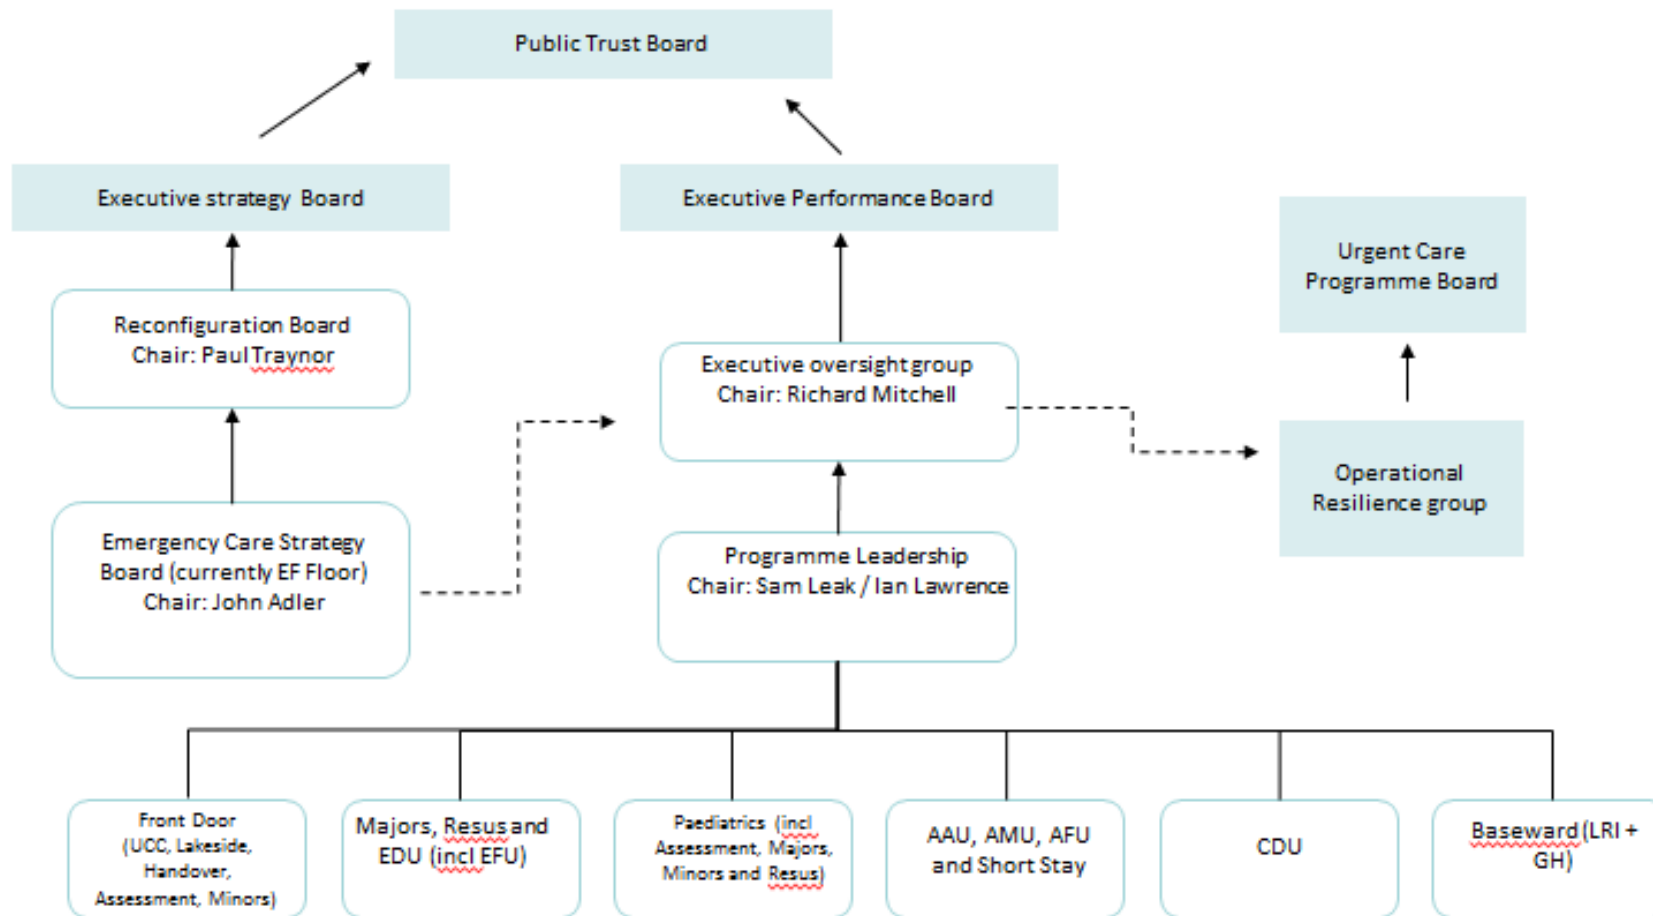 Public Trust Board
Executive strategy Board
Executive Performance Board
Urgent Care
Programme Board
Reconfiguration Board
Chair: Paul Traynor
Executive oversight group
Chair: Richard Mitchell
Operational
Resilience group
Emergency Care Strategy
Board (currently EF Floor)
Chair: John Adler
Programme Leadership
Chair: Sam Leak / Ian Lawrence
Front Door
(UCC, Lakeside,
Handover,
Assessment, Minors)
Majors, Resus and
EDU (incl EFU)
Paediatrics (incl
Assessment, Majors,
Minors and Resus)
AAU, AMU, AFU
and Short Stay
CDU
Baseward (LRI +
GH)